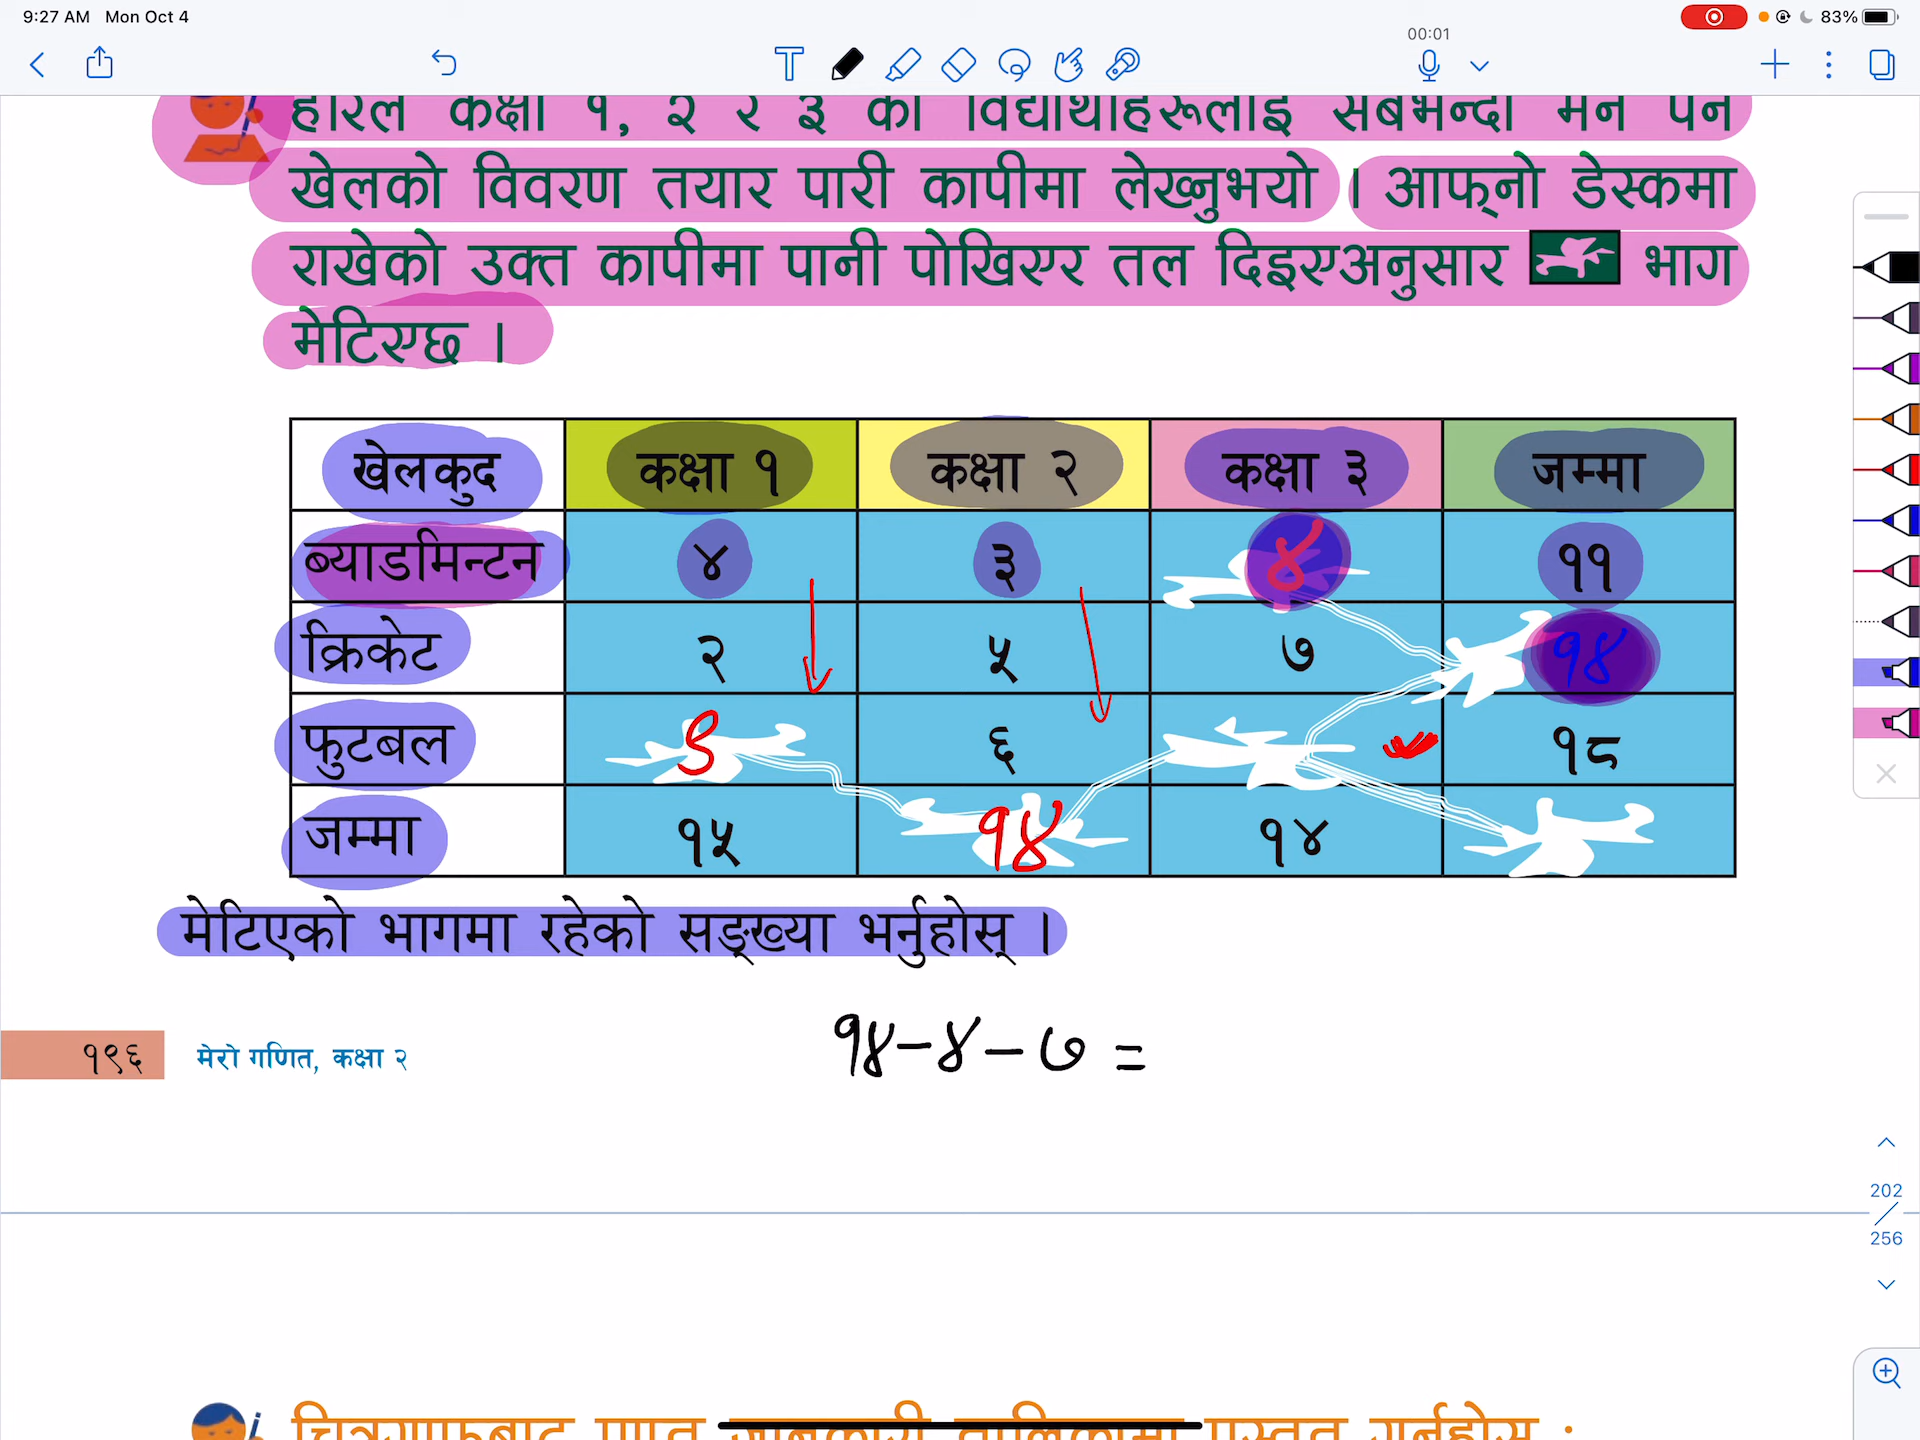 9:27 AM Mon Oct 4
83%
00:01
हरिले कक्षा १, २ र ३ का विद्यार्थीहरूलाई सबैभन्दा मन पर्ने
खेलको विवरण तयार पारी कापीमा लेख्नुभयो । आफ्नो डेस्कमा
राखेको उक्त कापीमा पानी पोखिएर तल दिइएअनुसार भाग
मेटिएछ ।
खेलकुद कक्षा १ कक्षा २ कक्षा ३ जम्मा
ब्याडमिन्टन ४ ३ ४ ११
क्रिकेट २ ५ ७ १४
फुटबल ९ ६ १८
जम्मा १५ १४ १४
मेटिएको भागमा रहेको सङ्ख्या भर्नुहोस् ।
१४-४-७ =
१९६ मेरो गणित, कक्षा २
202
256